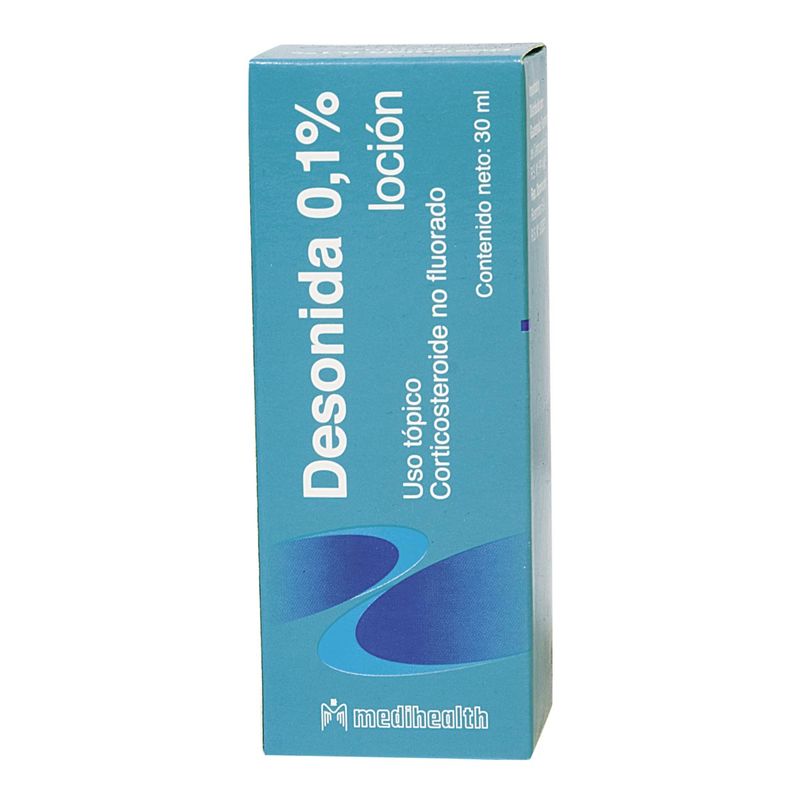 Desonida 0,1%
loción
Uso tópico
Corticosteroide no fluorado
Contenido neto: 30 ml
medihealth